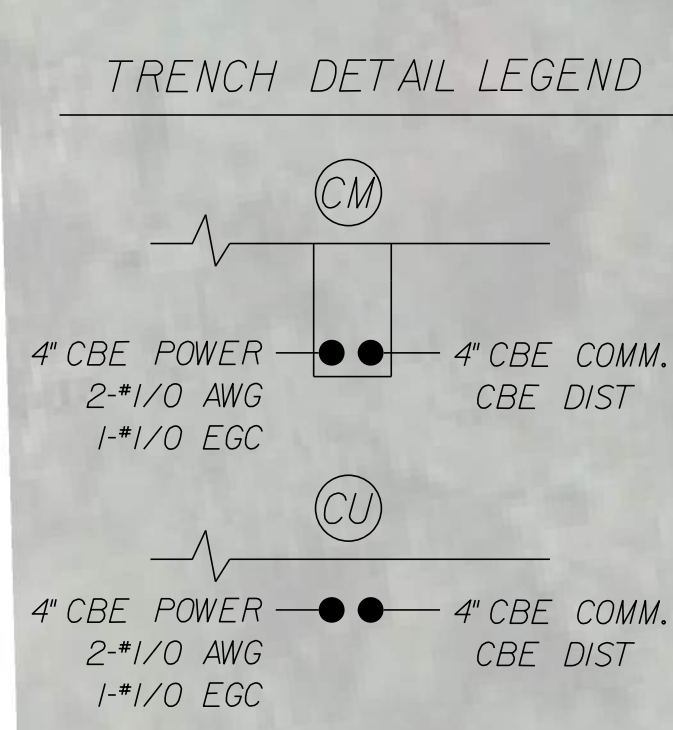 TRENCH DETAIL LEGEND
CM
4" CBE POWER
2-#1/0 AWG
1-#1/0 EGC
4" CBE COMM.
CBE DIST
CU
4" CBE POWER
2-#1/0 AWG
1-#1/0 EGC
4" CBE COMM.
CBE DIST